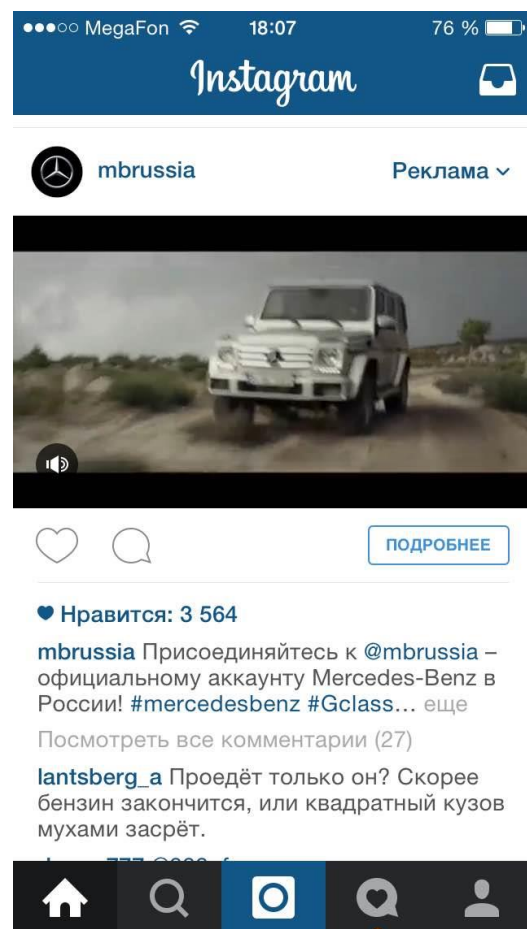 MegaFon 18:07 76 %
Instagram
mbrussia Реклама
ПОДРОБНЕЕ
Нравится: 3 564
mbrussia Присоединяйтесь к @mbrussia –
официальному аккаунту Mercedes-Benz в
России! #mercedesbenz #Gclass… еще
Посмотреть все комментарии (27)
lantsberg_a Проедёт только он? Скорее
бензин закончится, или квадратный кузов
мухами засрёт.